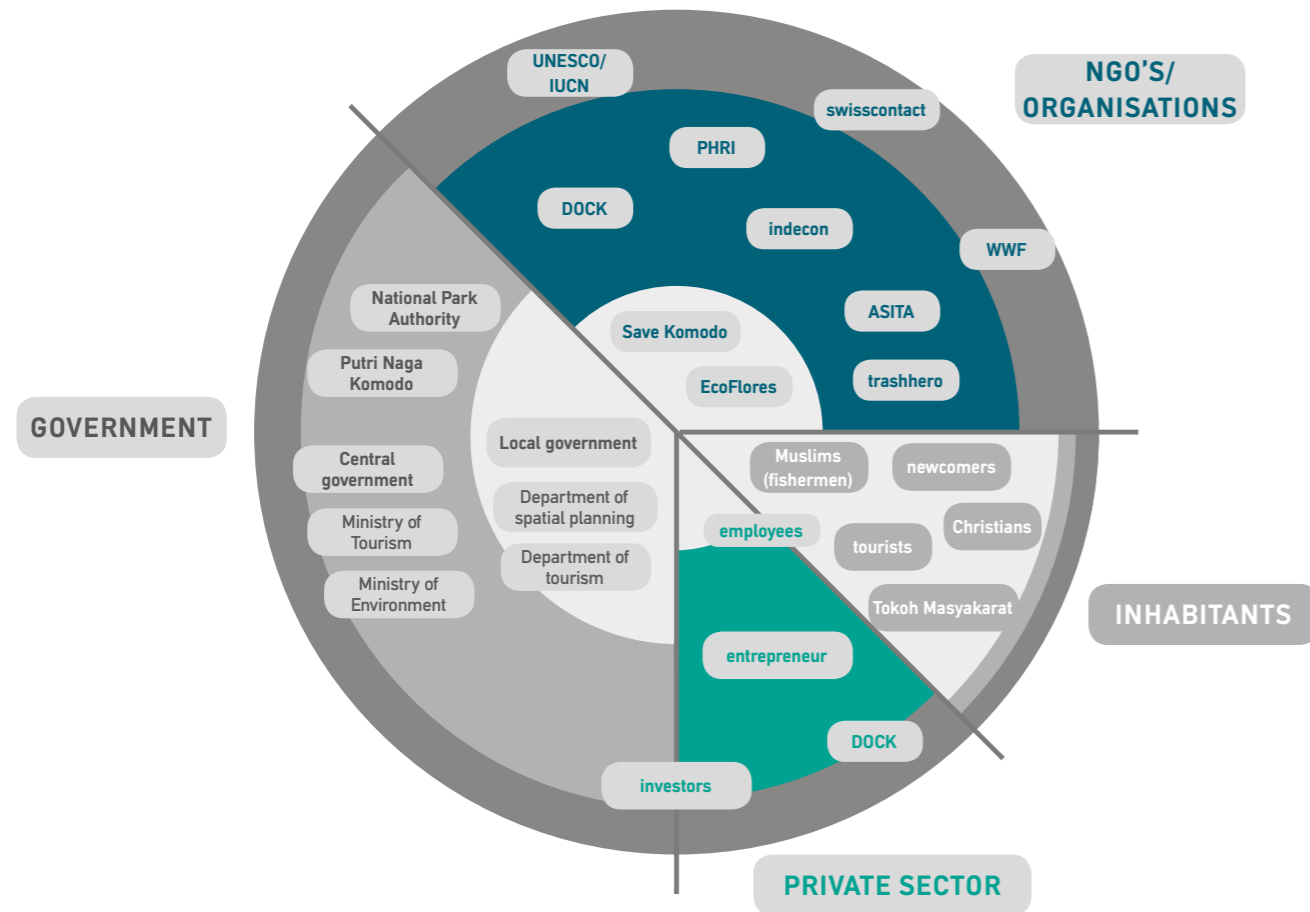 NGO'S/
ORGANISATIONS
UNESCO/
IUCN
swisscontact
PHRI
DOCK
indecon
WWF
ASITA
trashhero
Save Komodo
EcoFlores
GOVERNMENT
National Park
Authority
Putri Naga
Komodo
Central
government
Ministry of
Tourism
Ministry of
Environment
Local government
Department of
spatial planning
Department of
tourism
INHABITANTS
Muslims
(fishermen)
newcomers
Christians
tourists
Tokoh Masyakarat
employees
entrepreneur
DOCK
investors
PRIVATE SECTOR